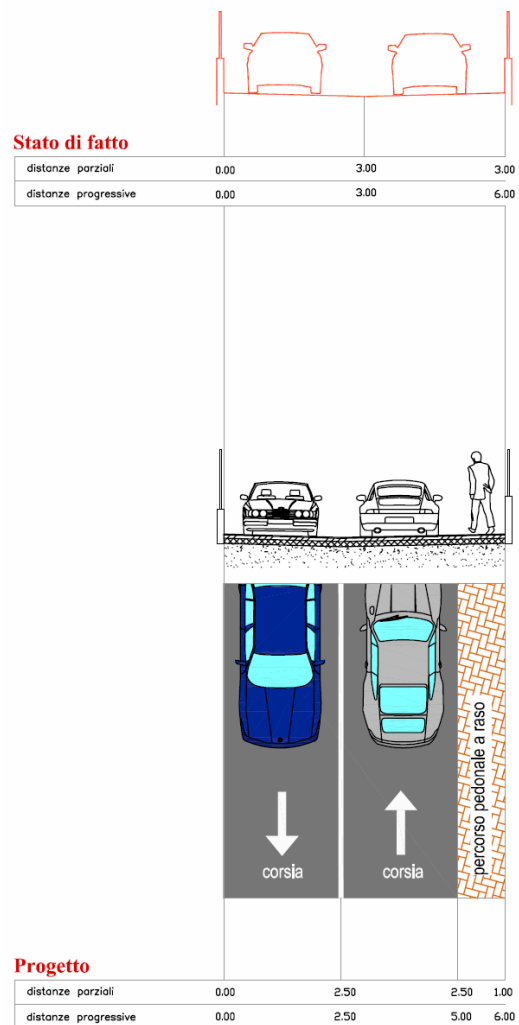 Stato di fatto
distanze parziali 0.00 3.00 3.00
distanze progressive 0.00 3.00 6.00
percorso pedonale a raso
corsia corsia
Progetto
distanze parziali 0.00 2.50 2.50 1.00
distanze progressive 0.00 2.50 5.00 6.00